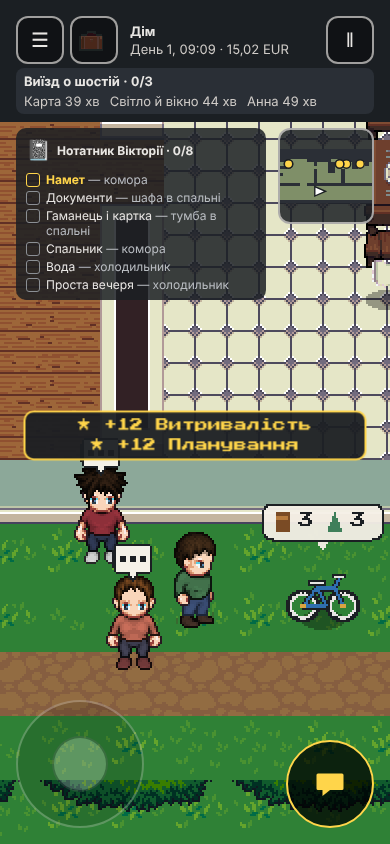 Дім
День 1, 09:09 · 15,02 EUR
Виїзд о шостій · 0/3
Карта 39 хв Світло й вікно 44 хв Анна 49 хв
Нотатник Вікторії · 0/8
Намет — комора
Документи — шафа в спальні
Гаманець і картка — тумба в
спальні
Спальник — комора
Вода — холодильник
Проста вечеря — холодильник
★ +12 Витривалість
★ +12 Планування
3 3
...